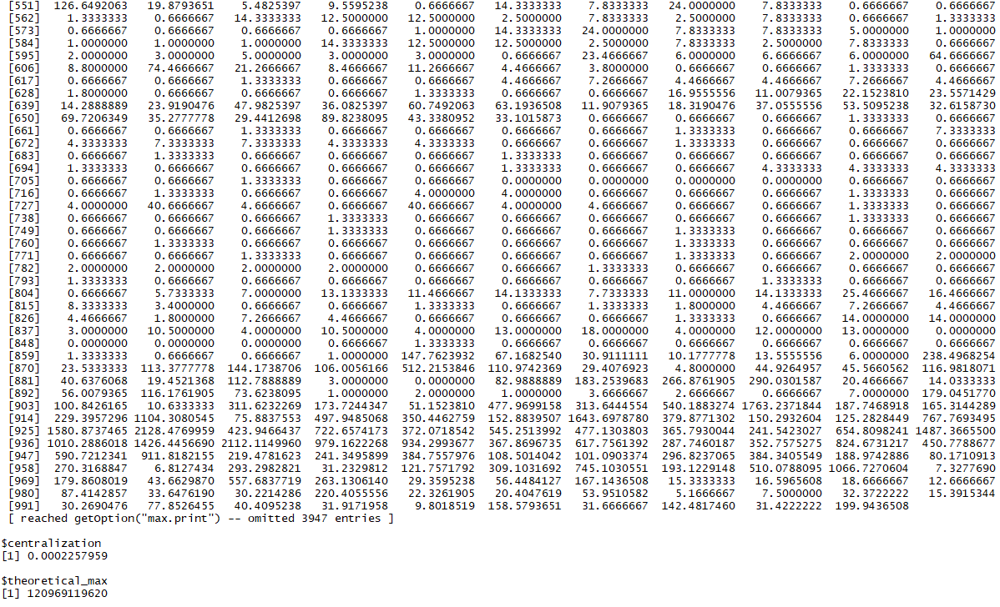 [551] 126.6492063 19.8793651 5.4825397 9.5595238 0.6666667 14.3333333 7.8333333 24.0000000 7.8333333 0.6666667 0.6666667
[562] 1.3333333 0.6666667 14.3333333 12.5000000 12.5000000 2.5000000 7.8333333 2.5000000 7.8333333 0.6666667 1.3333333
[573] 0.6666667 0.6666667 0.6666667 0.6666667 1.0000000 14.3333333 24.0000000 7.8333333 7.8333333 5.0000000 1.0000000
[584] 1.0000000 1.0000000 1.0000000 14.3333333 12.5000000 12.5000000 2.5000000 7.8333333 2.5000000 7.8333333 0.6666667
[595] 2.0000000 3.0000000 5.0000000 3.0000000 3.0000000 0.6666667 23.4666667 6.0000000 6.6666667 6.0000000 64.6666667
[606] 8.8000000 74.4666667 21.2666667 8.4666667 11.2666667 4.4666667 3.8000000 0.6666667 0.6666667 1.3333333 0.6666667
[617] 0.6666667 0.6666667 1.3333333 0.6666667 0.6666667 4.4666667 7.2666667 4.4666667 4.4666667 7.2666667 4.4666667
[628] 1.8000000 0.6666667 0.6666667 0.6666667 1.3333333 0.6666667 0.6666667 16.9555556 11.0079365 22.1523810 23.5571429
[639] 14.2888889 23.9190476 47.9825397 36.0825397 60.7492063 63.1936508 11.9079365 18.3190476 37.0555556 53.5095238 32.6158730
[650] 69.7206349 35.2777778 29.4412698 89.8238095 43.3380952 33.1015873 0.6666667 0.6666667 0.6666667 1.3333333 0.6666667
[661] 0.6666667 0.6666667 1.3333333 0.6666667 0.6666667 0.6666667 0.6666667 1.3333333 0.6666667 0.6666667 7.3333333
[672] 4.3333333 7.3333333 7.3333333 4.3333333 4.3333333 0.6666667 0.6666667 1.3333333 0.6666667 0.6666667 0.6666667
[683] 0.6666667 1.3333333 0.6666667 0.6666667 0.6666667 1.3333333 0.6666667 0.6666667 0.6666667 0.6666667 0.6666667
[694] 1.3333333 0.6666667 0.6666667 0.6666667 0.6666667 1.3333333 0.6666667 0.6666667 4.3333333 4.3333333 4.3333333
[705] 0.6666667 0.6666667 1.3333333 0.6666667 0.6666667 0.0000000 0.0000000 0.0000000 0.0000000 0.6666667 0.6666667
[716] 0.6666667 1.3333333 0.6666667 0.6666667 4.0000000 4.0000000 0.6666667 0.6666667 0.6666667 1.3333333 0.6666667
[727] 4.0000000 40.6666667 4.6666667 0.6666667 40.6666667 4.0000000 4.6666667 0.6666667 0.6666667 1.3333333 0.6666667
[738] 0.6666667 0.6666667 0.6666667 1.3333333 0.6666667 0.6666667 0.6666667 0.6666667 0.6666667 1.3333333 0.6666667
[749] 0.6666667 0.6666667 0.6666667 1.3333333 0.6666667 0.6666667 0.6666667 1.3333333 0.6666667 0.6666667 0.6666667
[760] 0.6666667 1.3333333 0.6666667 0.6666667 0.6666667 0.6666667 0.6666667 1.3333333 0.6666667 0.6666667 0.6666667
[771] 0.6666667 0.6666667 1.3333333 0.6666667 0.6666667 0.6666667 0.6666667 1.3333333 0.6666667 2.0000000 2.0000000
[782] 2.0000000 2.0000000 2.0000000 2.0000000 0.6666667 0.6666667 1.3333333 0.6666667 0.6666667 0.6666667 0.6666667
[793] 1.3333333 0.6666667 0.6666667 0.6666667 0.6666667 0.6666667 0.6666667 0.6666667 1.3333333 0.6666667 0.6666667
[804] 0.6666667 5.7333333 7.0000000 13.1333333 11.4666667 14.1333333 7.7333333 11.0000000 14.1333333 25.4666667 16.4666667
[815] 8.3333333 3.4000000 0.6666667 0.6666667 1.3333333 0.6666667 1.3333333 1.8000000 4.4666667 7.2666667 4.4666667
[826] 4.4666667 1.8000000 7.2666667 4.4666667 0.6666667 0.6666667 0.6666667 1.3333333 0.6666667 14.0000000 14.0000000
[837] 3.0000000 10.5000000 4.0000000 10.5000000 4.0000000 13.0000000 18.0000000 4.0000000 12.0000000 13.0000000 0.0000000
[848] 0.0000000 0.0000000 0.0000000 0.6666667 1.3333333 0.6666667 0.6666667 0.6666667 0.6666667 0.6666667 0.6666667
[859] 1.3333333 0.6666667 0.6666667 1.0000000 147.7623932 67.1682540 30.9111111 10.1777778 13.5555556 6.0000000 238.4968254
[870] 23.5333333 113.3777778 144.1738706 106.0056166 512.2153846 110.9742369 29.4076923 4.8000000 44.9264957 45.5660562 116.9818071
[881] 40.6376068 19.4521368 112.7888889 3.0000000 0.0000000 82.9888889 183.2539683 266.8761905 290.0301587 20.4666667 14.0333333
[892] 56.0079365 116.1761905 73.6238095 1.0000000 2.0000000 1.0000000 3.6666667 2.6666667 0.6666667 7.0000000 179.0451770
[903] 100.8426165 10.6333333 311.6232269 173.7244347 51.1523810 477.9699158 313.6444554 540.1883274 1763.2371844 187.7468918 165.3144289
[914] 229.3957296 1104.3080545 75.8837553 497.9485068 350.4462759 152.8839507 1643.6978780 379.8771302 150.2932604 125.2828449 767.7693495
[925] 1580.8737465 2128.4769959 423.9466437 722.6574173 372.0718542 545.2513992 477.1303803 365.7930044 241.5423027 654.8098241 1487.3665500
[936] 1010.2886018 1426.4456690 2112.1149960 979.1622268 934.2993677 367.8696735 617.7561392 287.7460187 352.7575275 824.6731217 450.7788677
[947] 590.7212341 911.8182155 219.4781623 241.3495899 384.7557976 108.5014042 101.0903374 296.8237065 384.3405549 188.9742886 80.1710913
[958] 270.3168847 6.8127434 293.2982821 31.2329812 121.7571792 309.1031692 745.1030551 193.1229148 510.0788095 1066.7270604 7.3327690
[969] 179.8608019 43.6629870 557.6837719 263.1306140 29.3595238 56.4484127 167.1436508 15.3333333 16.5965608 18.6666667 12.6666667
[980] 87.4142857 33.6476190 30.2214286 220.4055556 22.3261905 20.4047619 53.9510582 5.1666667 7.5000000 32.3722222 15.3915344
[991] 30.2690476 77.8526455 40.4095238 31.9171958 9.8018519 158.5793651 31.6666667 142.4817460 31.4222222 199.9436508
[ reached getOption("max.print") -- omitted 3947 entries ]
$centralization
[1] 0.0002257959
$theoretical_max
[1] 120969119620